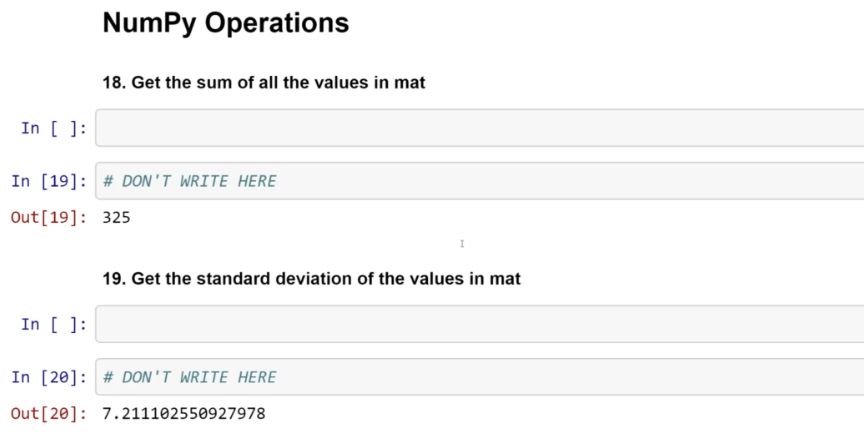 NumPy Operations
18. Get the sum of all the values in mat
In [ ]:
In [19]: # DON'T WRITE HERE
Out[19]: 325
19. Get the standard deviation of the values in mat
In [ ]:
In [20]: # DON'T WRITE HERE
Out[20]: 7.211102550927978